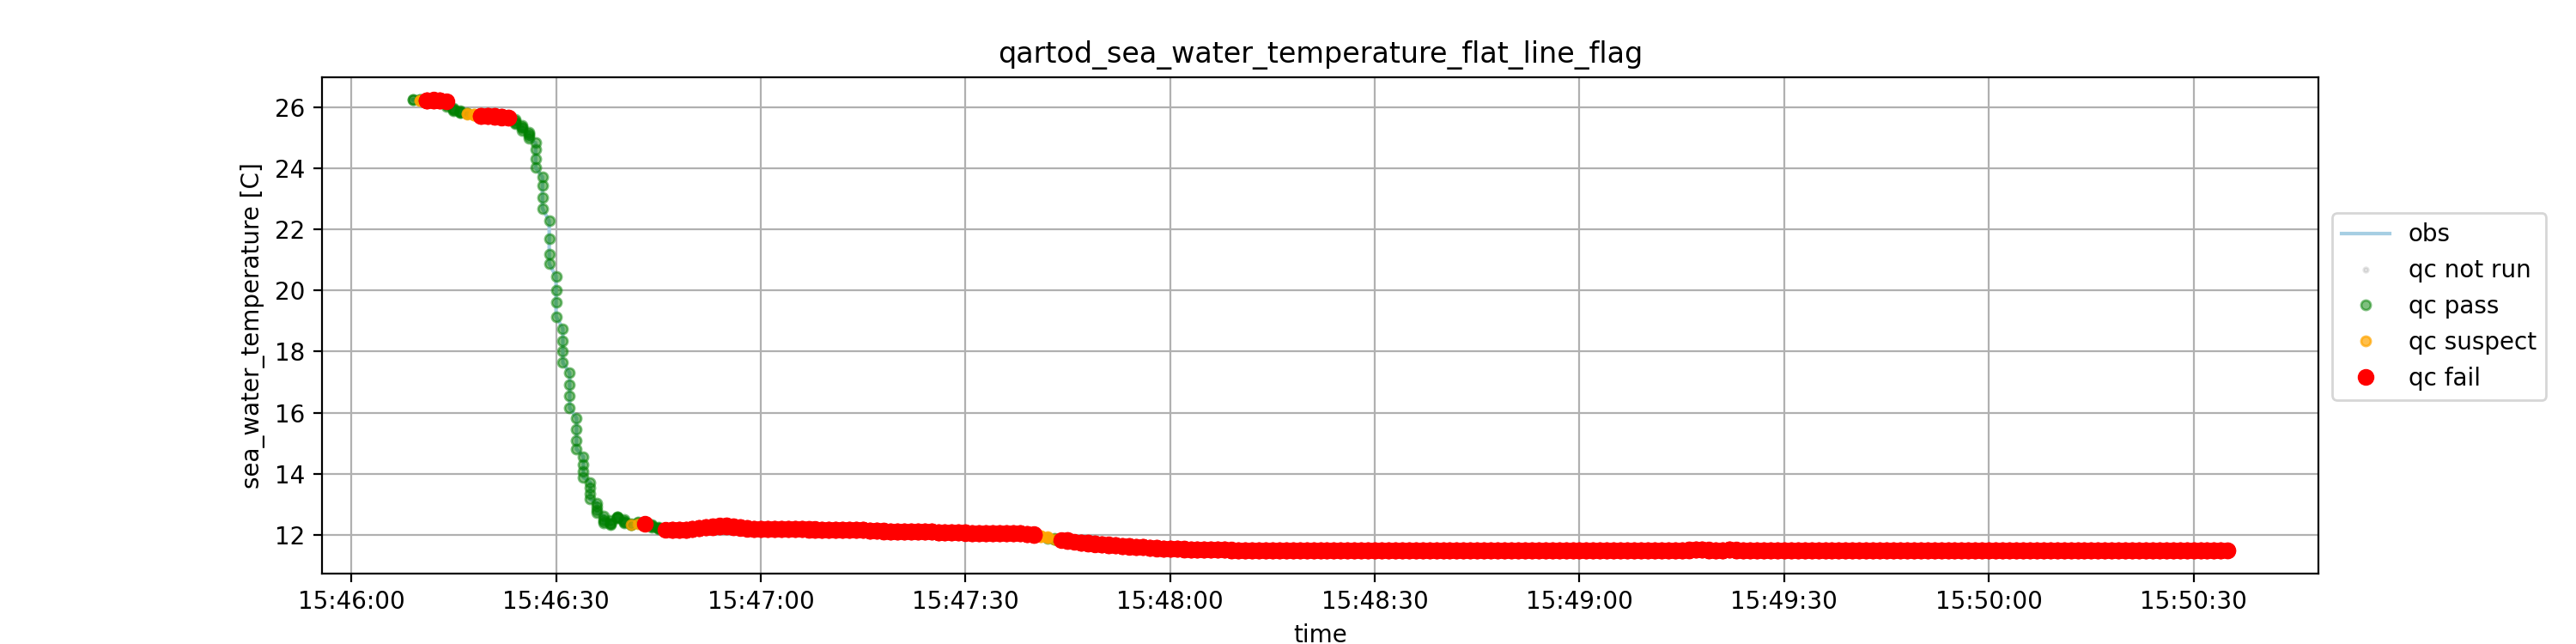 qartod_sea_water_temperature_flat_line_flag
sea_water_temperature [C]
26
24
22
20
18
16
14
12
15:46:00
15:46:30
15:47:00
15:47:30
15:48:00
15:48:30
15:49:00
15:49:30
15:50:00
15:50:30
time
obs
qc not run
qc pass
qc suspect
qc fail